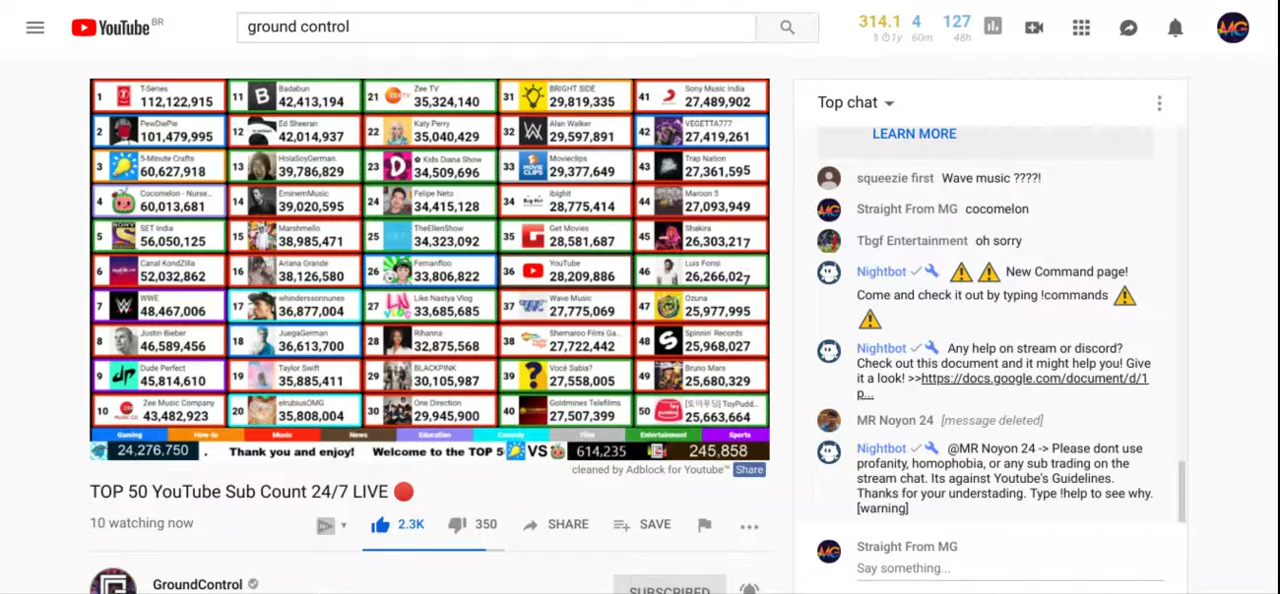 YouTube BR
ground control
314.1 4 127
1y 60m 48h
1 T-Series 112,122,915
2 PewDiePie 101,479,995
3 5-Minute Crafts 60,627,918
4 Cocomelon - Nurse... 60,013,681
5 SET India 56,050,125
6 Canal KondZilla 52,032,862
7 WWE 48,467,006
8 Justin Bieber 46,589,456
9 Dude Perfect 45,814,610
10 Zee Music Company 43,482,923
11 Badabun 42,413,194
12 Ed Sheeran 42,014,937
13 HolaSoyGerman. 39,786,829
14 EminemMusic 39,020,595
15 Marshmello 38,985,471
16 Ariana Grande 38,126,580
17 whinderssonnunes 36,877,004
18 JuegaGerman 36,613,700
19 Taylor Swift 35,885,411
20 elrubiusOMG 35,808,004
21 Zee TV 35,324,140
22 Katy Perry 35,040,429
23 Kids Diana Show 34,509,696
24 Felipe Neto 34,415,128
25 TheEllenShow 34,323,092
26 Fernanfloo 33,806,822
27 Like Nastya Vlog 33,685,685
28 Rihanna 32,875,568
29 BLACKPINK 30,105,987
30 One Direction 29,945,900
31 BRIGHT SIDE 29,819,335
32 Alan Walker 29,597,891
33 Movieclips 29,377,649
34 ibighit 28,775,414
35 Get Movies 28,581,687
36 YouTube 28,209,886
37 Wave Music 27,775,069
38 Shemaroo Filmi Ga... 27,722,442
39 Você Sabia? 27,558,005
40 Goldmines Telefilms 27,507,399
41 Sony Music India 27,489,902
42 VEGETTA777 27,419,261
43 Trap Nation 27,361,595
44 Maroon 5 27,093,949
45 Shakira 26,303,217
46 Luis Fonsi 26,266,027
47 Ozuna 25,977,995
48 Spinnin' Records 25,968,027
49 Bruno Mars 25,680,329
50 [토이푸딩] ToyPudd... 25,663,664
Gaming How-to Music News Education Comedy Film Entertainment Sports
24,276,750 . Thank you and enjoy! Welcome to the TOP 5 VS 614,235 245,858
cleaned by Adblock for Youtube™ Share
TOP 50 YouTube Sub Count 24/7 LIVE
10 watching now
2.3K 350 SHARE SAVE
GroundControl
SUBSCRIBED
Top chat
LEARN MORE
squeezie first Wave music ????!
Straight From MG cocomelon
Tbgf Entertainment oh sorry
Nightbot New Command page!
Come and check it out by typing !commands
Nightbot Any help on stream or discord?
Check out this document and it might help you! Give
it a look! >>https://docs.google.com/document/d/1
p...
MR Noyon 24 [message deleted]
Nightbot @MR Noyon 24 -> Please dont use
profanity, homophobia, or any sub trading on the
stream chat. Its against Youtube's Guidelines.
Thanks for your understading. Type !help to see why.
[warning]
Straight From MG
Say something...